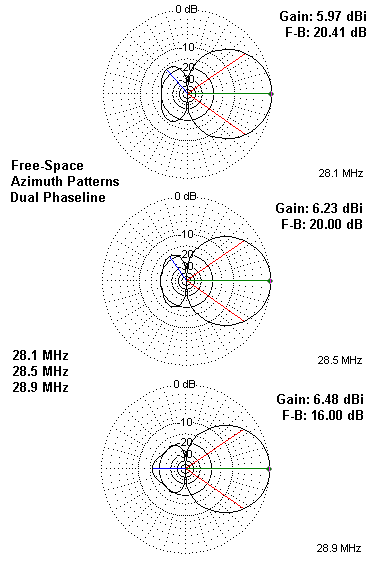 0 dB
Gain: 5.97 dBi
F-B: 20.41 dB
-10
-20
-30
28.1 MHz
Free-Space
Azimuth Patterns
Dual Phaseline
0 dB
Gain: 6.23 dBi
F-B: 20.00 dB
-10
-20
-30
28.5 MHz
28.1 MHz
28.5 MHz
28.9 MHz
0 dB
Gain: 6.48 dBi
F-B: 16.00 dB
-10
-20
-30
28.9 MHz